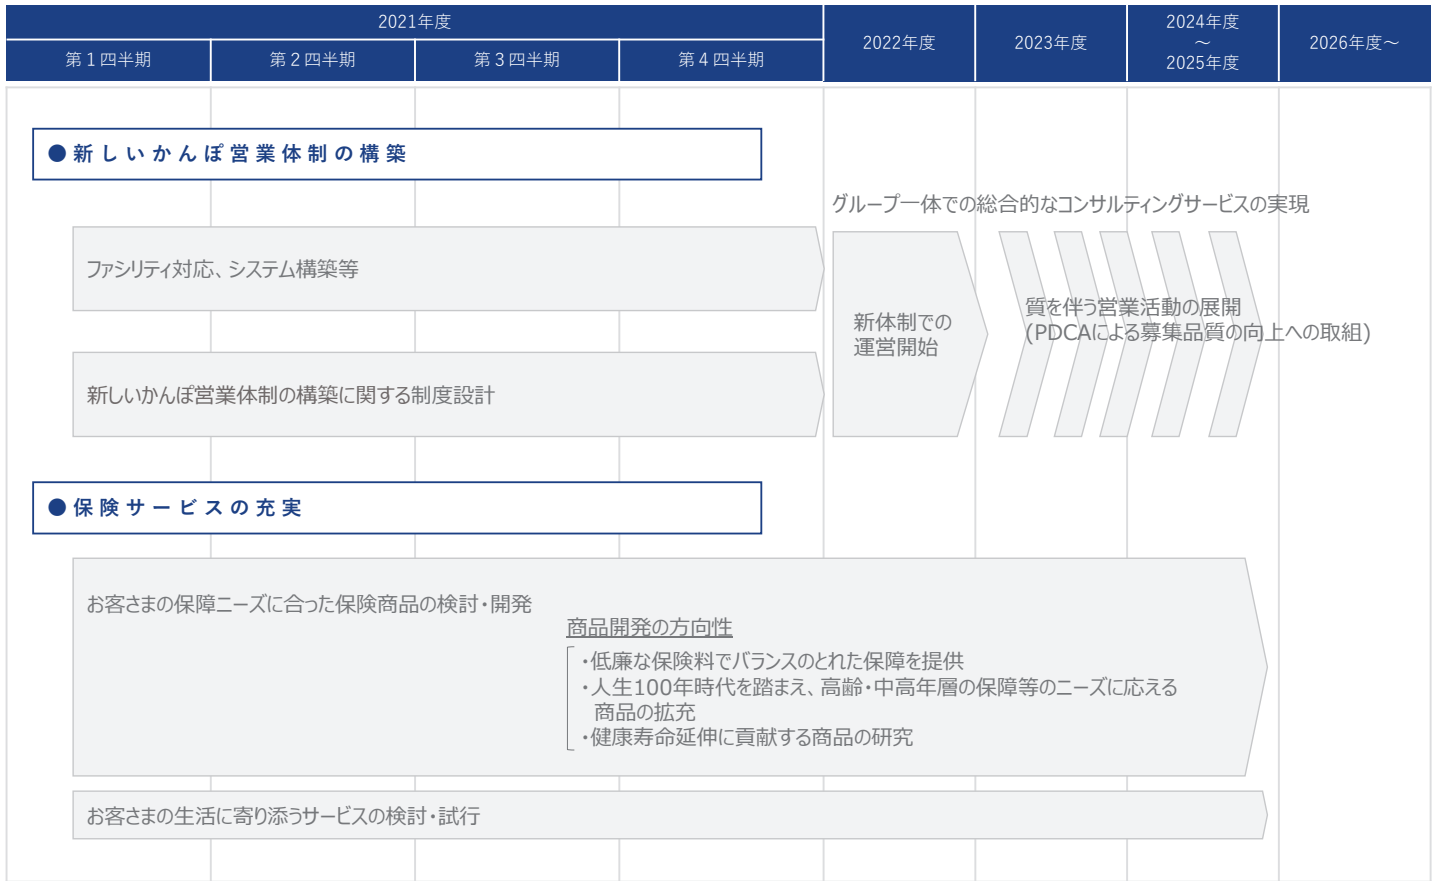 2021年度
2022年度
2023年度
2024年度
～
2025年度
2026年度～
第１四半期
第２四半期
第３四半期
第４四半期
●新しいかんぽ営業体制の構築
グループ一体での総合的なコンサルティングサービスの実現
ファシリティ対応、システム構築等
新体制での
運営開始
質を伴う営業活動の展開
(PDCAによる募集品質の向上への取組)
新しいかんぽ営業体制の構築に関する制度設計
●保険サービスの充実
お客さまの保障ニーズに合った保険商品の検討・開発
商品開発の方向性
・低廉な保険料でバランスのとれた保障を提供
・人生100年時代を踏まえ、高齢・中高年層の保障等のニーズに応える
商品の拡充
・健康寿命延伸に貢献する商品の研究
お客さまの生活に寄り添うサービスの検討・試行